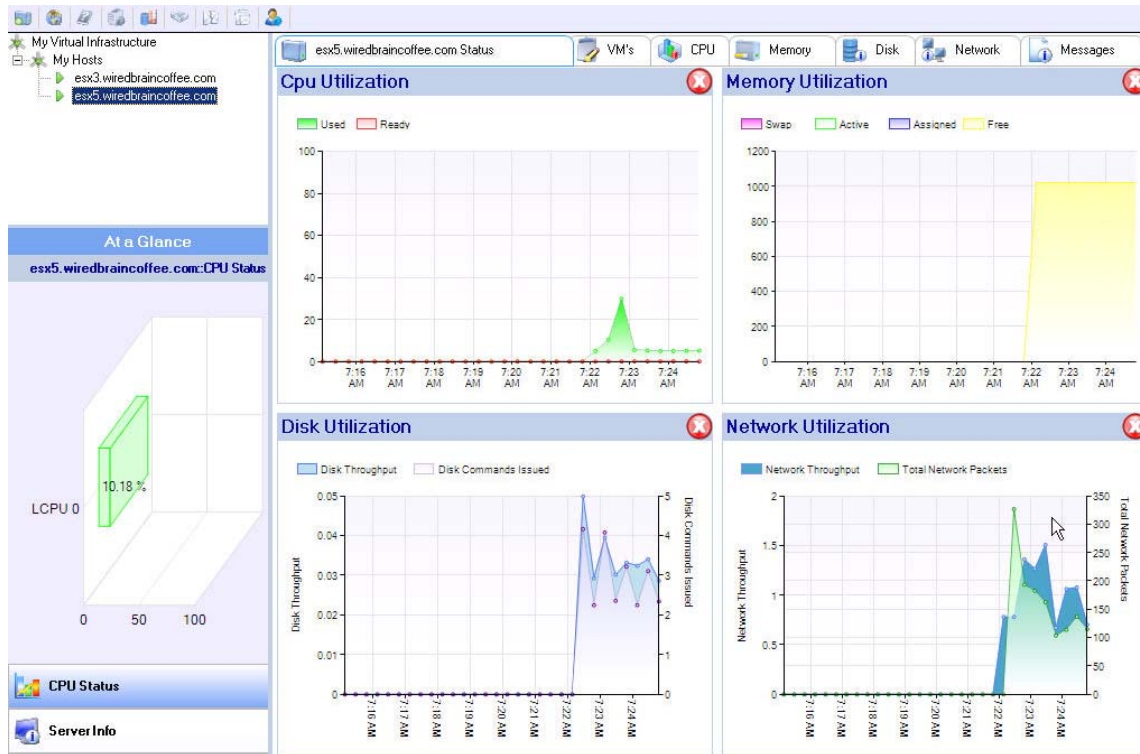 My Virtual Infrastructure
My Hosts
esx3.wiredbraincoffee.com
esx5.wiredbraincoffee.com
At a Glance
esx5.wiredbraincoffee.com::CPU Status
10.18 %
LCPU 0
0 50 100
CPU Status
Server Info
esx5.wiredbraincoffee.com Status VM's CPU Memory Disk Network Messages
Cpu Utilization
Used Ready
100
80
60
40
20
0
7:16 AM 7:17 AM 7:18 AM 7:19 AM 7:20 AM 7:21 AM 7:22 AM 7:23 AM 7:24 AM
Memory Utilization
Swap Active Assigned Free
1200
1000
800
600
400
200
0
7:16 AM 7:17 AM 7:18 AM 7:19 AM 7:20 AM 7:21 AM 7:22 AM 7:23 AM 7:24 AM
Disk Utilization
Disk Throughput Disk Commands Issued
0.05
0.04
0.03
0.02
0.01
0
Disk Throughput
5
4
3
2
1
0
Disk Commands Issued
7:16 AM 7:17 AM 7:18 AM 7:19 AM 7:20 AM 7:21 AM 7:22 AM 7:23 AM 7:24 AM
Network Utilization
Network Throughput Total Network Packets
2
1.5
1
0.5
0
Network Throughput
350
300
250
200
150
100
50
0
Total Network Packets
7:16 AM 7:17 AM 7:18 AM 7:19 AM 7:20 AM 7:21 AM 7:22 AM 7:23 AM 7:24 AM